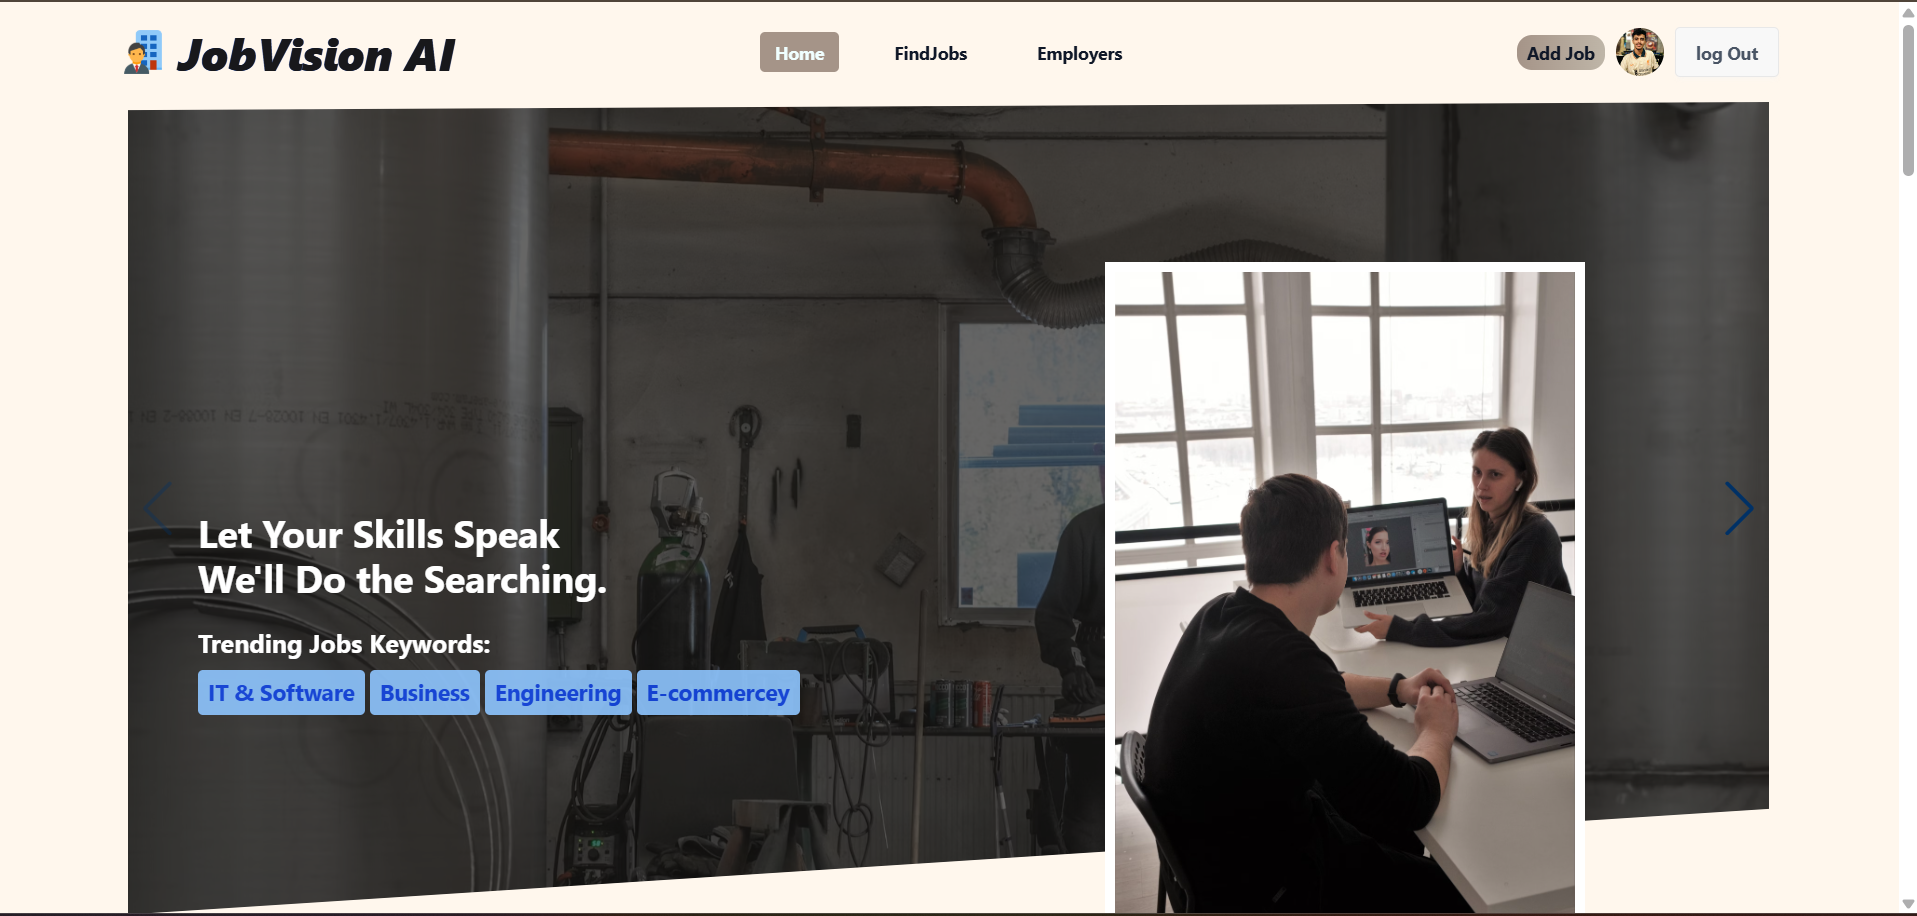 JobVision AI
Home
FindJobs
Employers
Add Job
log Out
Let Your Skills Speak
We'll Do the Searching.
Trending Jobs Keywords:
IT & Software
Business
Engineering
E-commercey